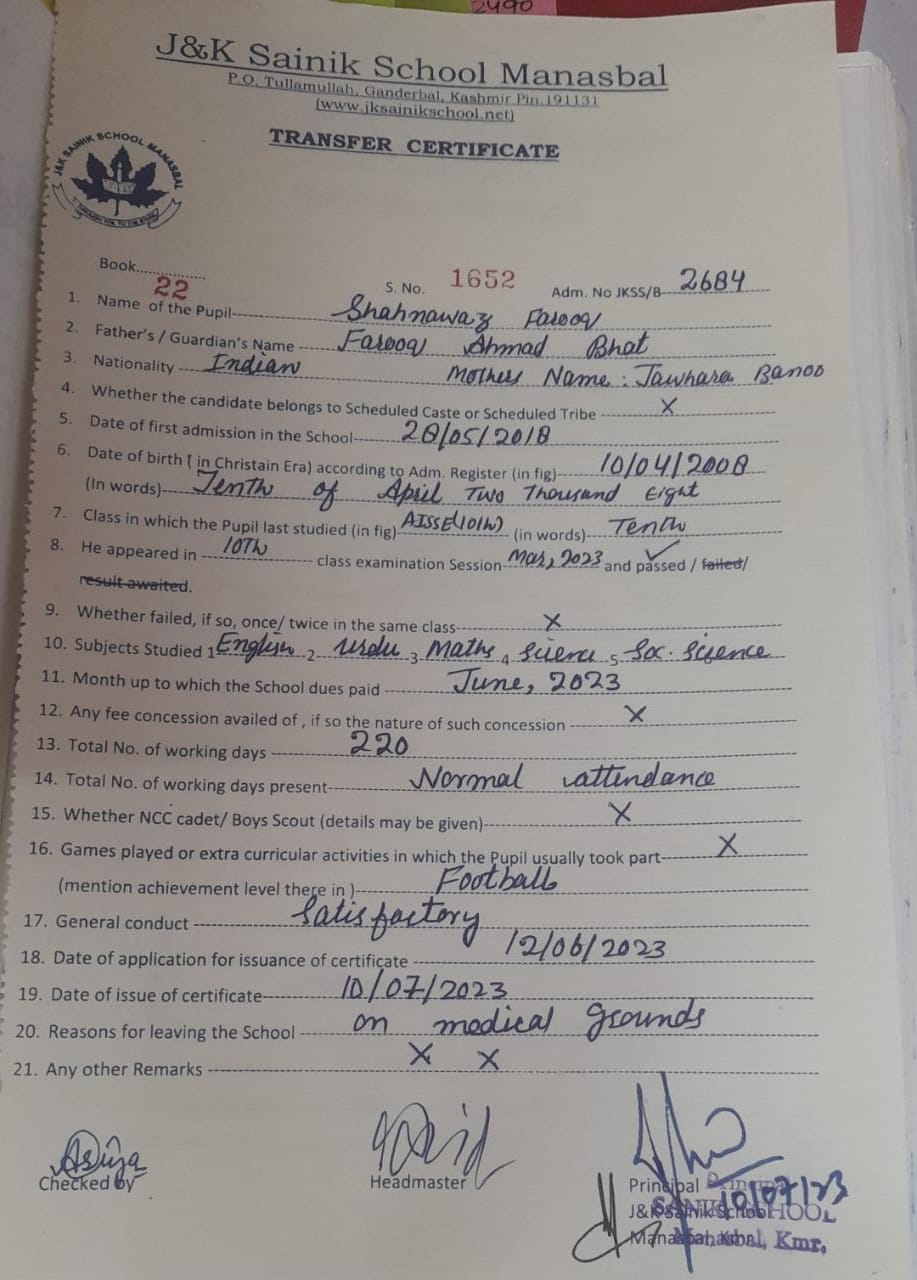 2490
J&K Sainik School Manasbal
P.O. Tullamullah, Ganderbal, Kashmir Pin.191131
(www.jksainikschool.net)
TRANSFER CERTIFICATE
J&K SAINIK SCHOOL MANASBAL
Book............... 22 S. No. 1652 Adm. No JKSS/B 2684
1. Name of the Pupil Shahnawaz Farooq
2. Father's / Guardian's Name Farooq Ahmad Bhat
3. Nationality Indian Mothers Name : Jawhara Banoo
4. Whether the candidate belongs to Scheduled Caste or Scheduled Tribe X
5. Date of first admission in the School 28/05/2018
6. Date of birth ( in Christain Era) according to Adm. Register (in fig) 10/04/2008
(In words) Tenth of April Two Thousand Eight
7. Class in which the Pupil last studied (in fig) AISSE(10th) (in words) Tenth
8. He appeared in 10th class examination Session Mar, 2023 and passed / failed/
result awaited.
9. Whether failed, if so, once/ twice in the same class X
10. Subjects Studied 1 English 2 Urdu 3 Maths 4 Science 5 Soc. Science
11. Month up to which the School dues paid June, 2023
12. Any fee concession availed of , if so the nature of such concession X
13. Total No. of working days 220
14. Total No. of working days present Normal attendance
15. Whether NCC cadet/ Boys Scout (details may be given) X
16. Games played or extra curricular activities in which the Pupil usually took part X
(mention achievement level there in ) Football
17. General conduct Satisfactory
18. Date of application for issuance of certificate 12/06/2023
19. Date of issue of certificate 10/07/2023
20. Reasons for leaving the School on medical grounds
21. Any other Remarks X X
Checked by Headmaster Principal 10/07/23
J&K Sainik School
Manasbal, Kmr.